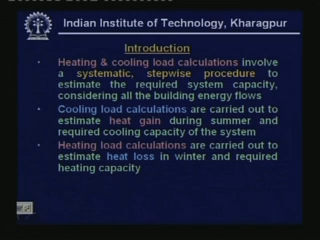 Indian Institute of Technology, Kharagpur
Introduction
• Heating & cooling load calculations involve
a systematic, stepwise procedure to
estimate the required system capacity,
considering all the building energy flows
• Cooling load calculations are carried out to
estimate heat gain during summer and
required cooling capacity of the system
• Heating load calculations are carried out to
estimate heat loss in winter and required
heating capacity